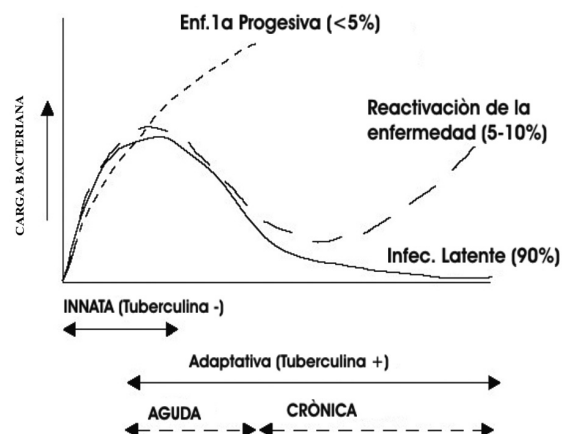 Enf.1a Progesiva (<5%)
Reactivaciòn de la
enfermedad (5-10%)
CARGA BACTERIANA
Infec. Latente (90%)
INNATA (Tuberculina -)
Adaptativa (Tuberculina +)
AGUDA
CRÒNICA